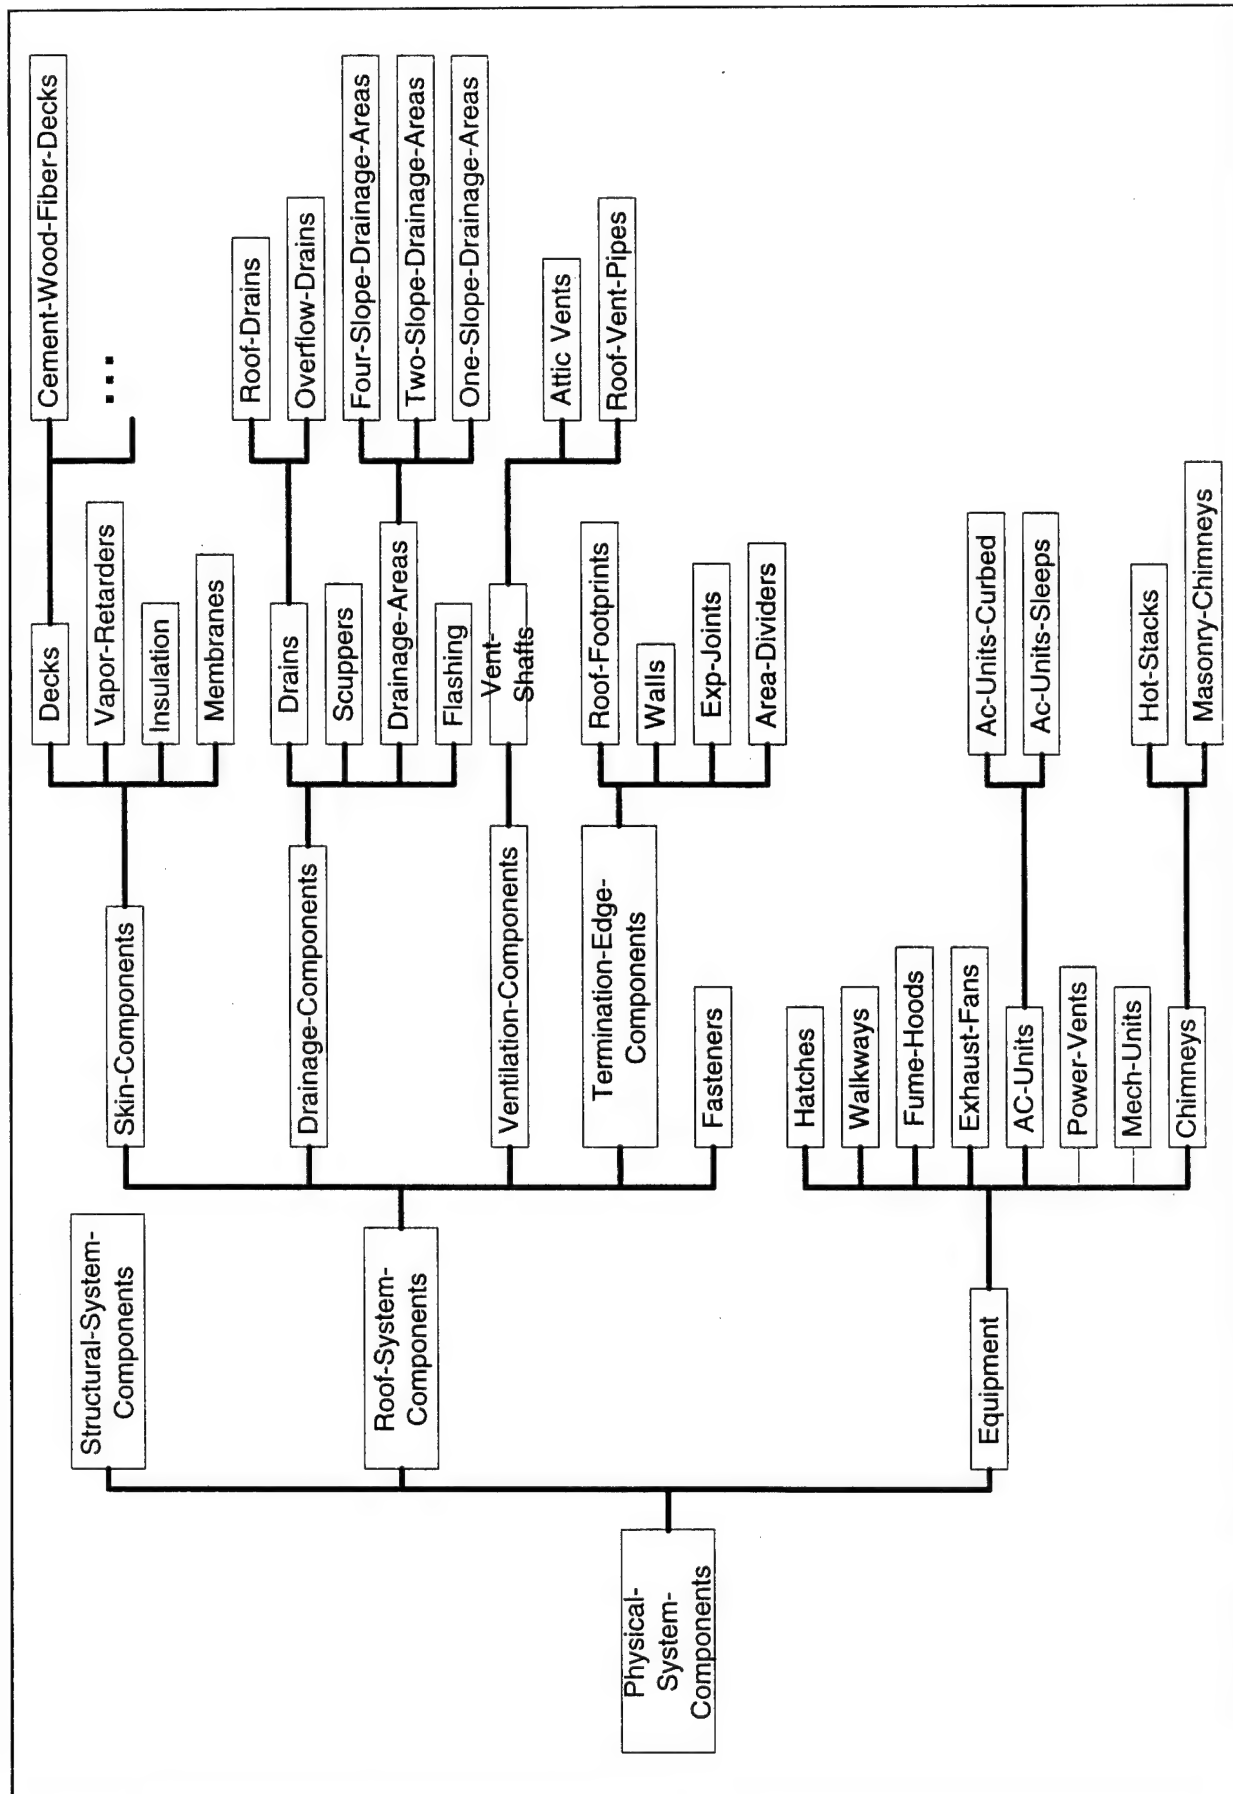 Physical-
System-
Components
Structural-System-
Components
Roof-System-
Components
Equipment
Skin-Components
Drainage-Components
Ventilation-Components
Termination-Edge-
Components
Fasteners
Hatches
Walkways
Fume-Hoods
Exhaust-Fans
AC-Units
Power-Vents
Mech-Units
Chimneys
Decks
Vapor-Retarders
Insulation
Membranes
Drains
Scuppers
Drainage-Areas
Flashing
Vent-
Shafts
Roof-Footprints
Walls
Exp-Joints
Area-Dividers
Ac-Units-Curbed
Ac-Units-Sleeps
Hot-Stacks
Masonry-Chimneys
Cement-Wood-Fiber-Decks
...
Roof-Drains
Overflow-Drains
Four-Slope-Drainage-Areas
Two-Slope-Drainage-Areas
One-Slope-Drainage-Areas
Attic Vents
Roof-Vent-Pipes